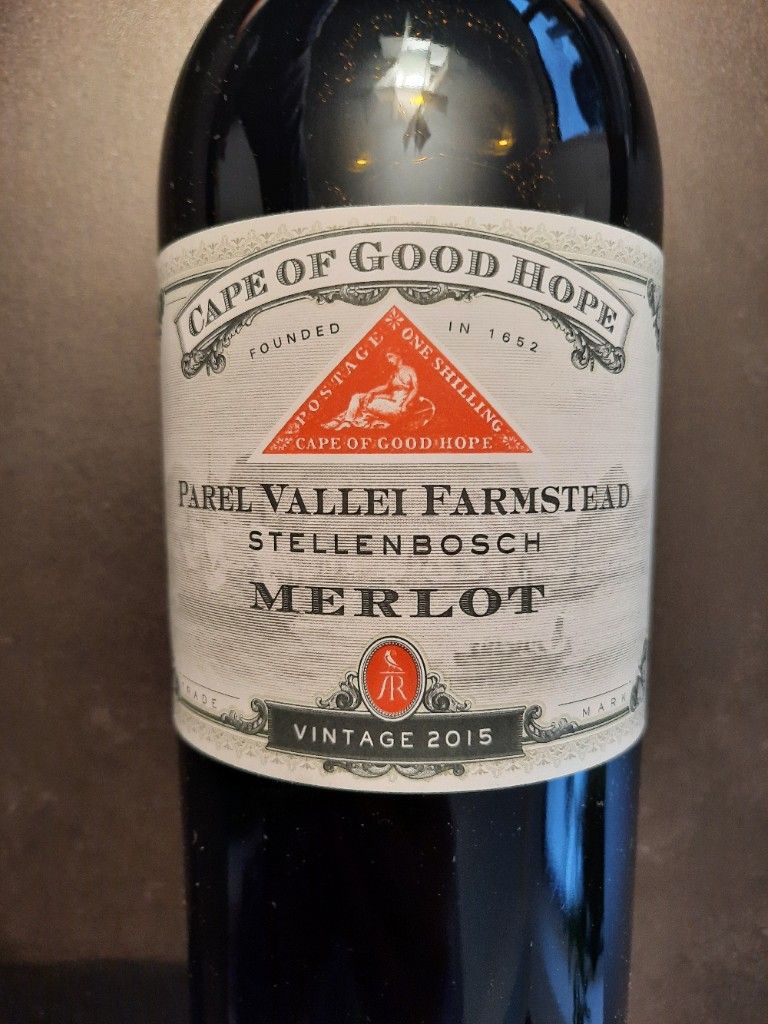 CAPE OF GOOD HOPE
FOUNDED IN 1652
POSTAGE
ONE SHILLING
CAPE OF GOOD HOPE
PAREL VALLEI FARMSTEAD
STELLENBOSCH
MERLOT
AR
TRADE MARK
VINTAGE 2015